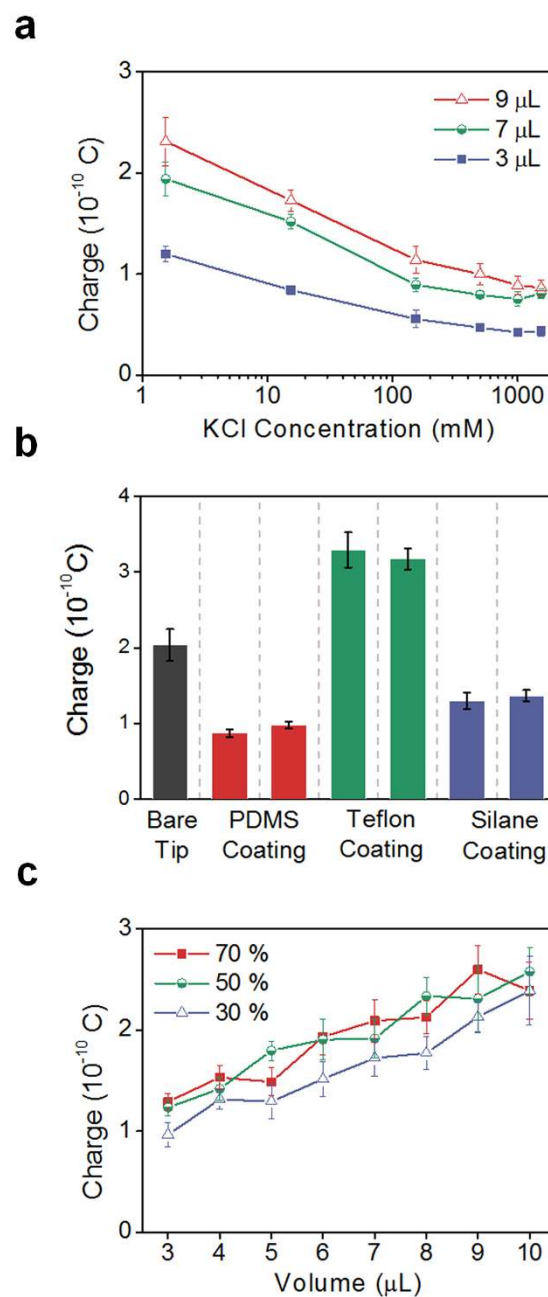 a
3
2
1
0
Charge (10⁻¹⁰ C)
9 μL
7 μL
3 μL
1 10 100 1000
KCl Concentration (mM)
b
4
3
2
1
0
Charge (10⁻¹⁰C)
Bare Tip
PDMS Coating
Teflon Coating
Silane Coating
c
3
2
1
0
Charge (10⁻¹⁰ C)
70 %
50 %
30 %
3 4 5 6 7 8 9 10
Volume (μL)